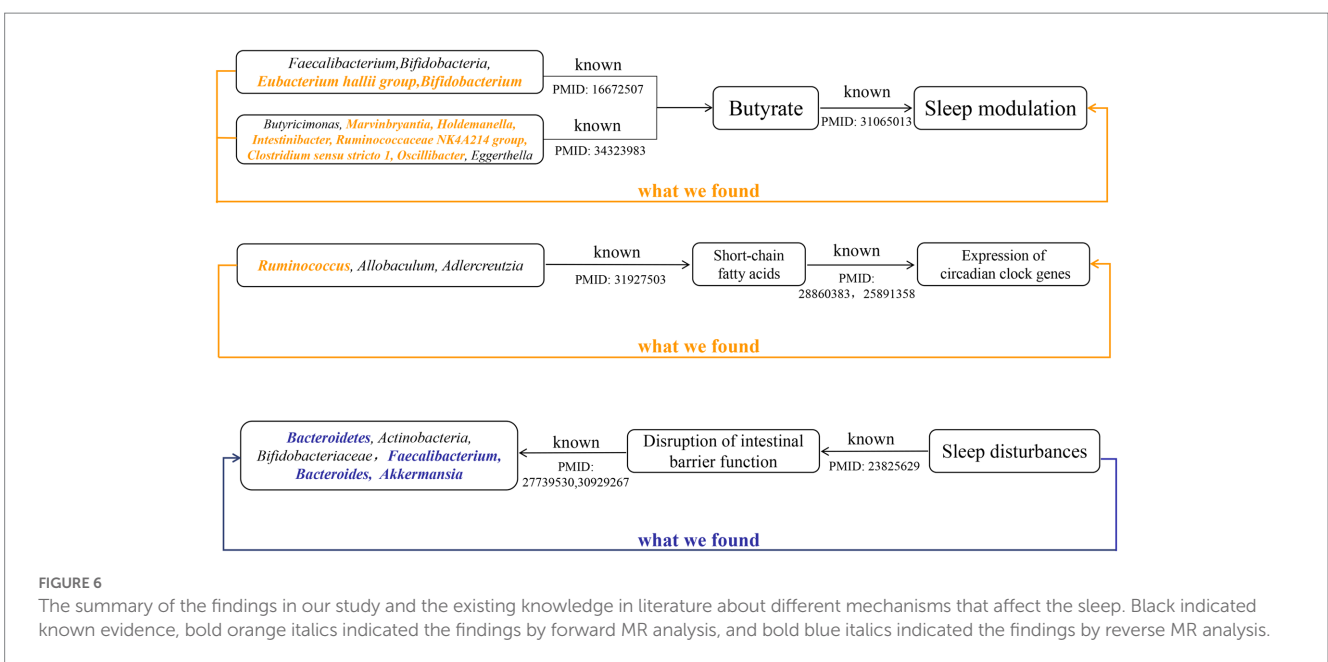 Faecalibacterium,Bifidobacteria,
Eubacterium hallii group,Bifidobacterium
known
PMID: 16672507
Butyricimonas, Marvinbryantia, Holdemanella,
Intestinibacter, Ruminococcaceae NK4A214 group,
Clostridium sensu stricto 1, Oscillibacter, Eggerthella
known
PMID: 34323983
Butyrate
known
PMID: 31065013
Sleep modulation
what we found
Ruminococcus, Allobaculum, Adlercreutzia
known
PMID: 31927503
Short-chain
fatty acids
known
PMID:
28860383，25891358
Expression of
circadian clock genes
what we found
Bacteroidetes, Actinobacteria,
Bifidobacteriaceae，Faecalibacterium,
Bacteroides, Akkermansia
known
PMID:
27739530,30929267
Disruption of intestinal
barrier function
known
PMID: 23825629
Sleep disturbances
what we found
FIGURE 6
The summary of the findings in our study and the existing knowledge in literature about different mechanisms that affect the sleep. Black indicated
known evidence, bold orange italics indicated the findings by forward MR analysis, and bold blue italics indicated the findings by reverse MR analysis.